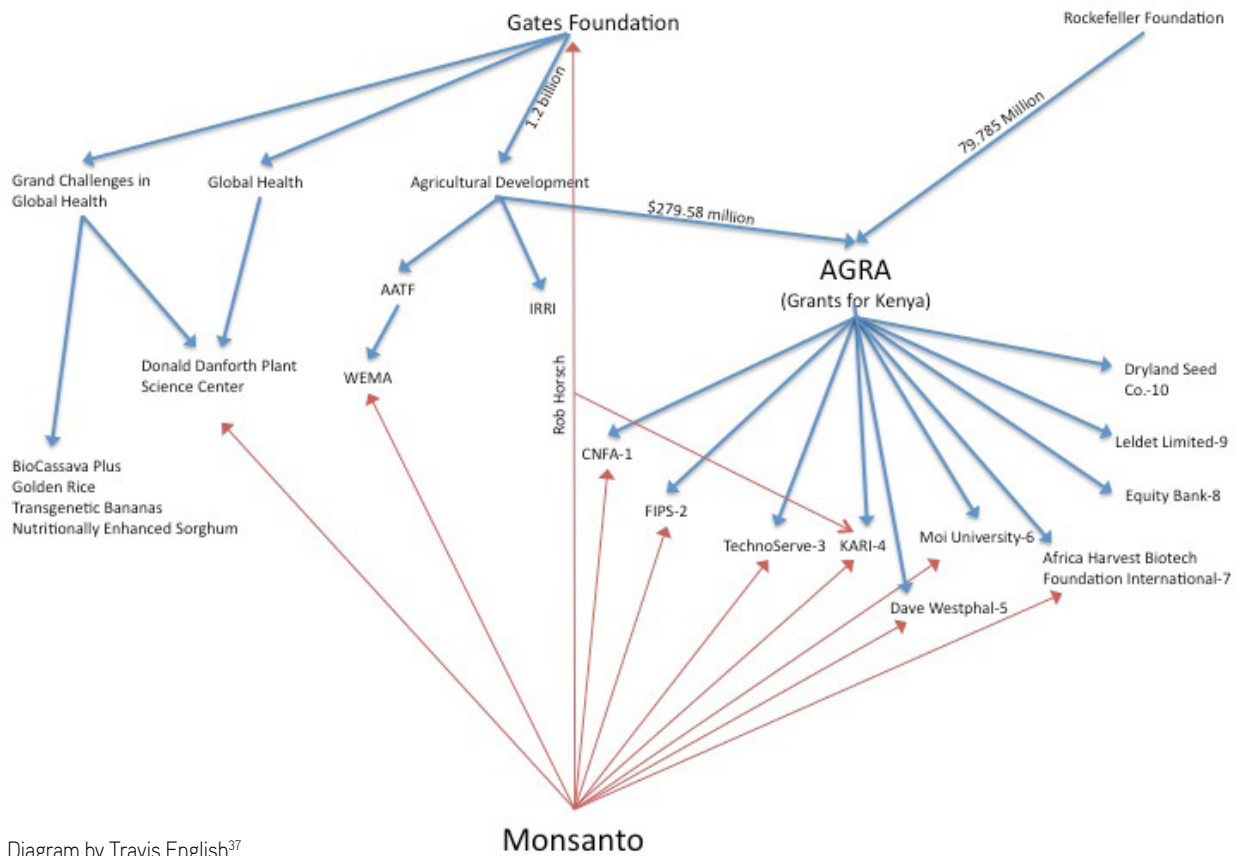 Gates Foundation
Rockefeller Foundation
1.2 billion
79.785 Million
Grand Challenges in
Global Health
Global Health
Agricultural Development
$279.58 million
AGRA
(Grants for Kenya)
AATF
IRRI
Donald Danforth Plant
Science Center
WEMA
Rob Horsch
Dryland Seed
Co.-10
Leldet Limited-9
CNFA-1
BioCassava Plus
Golden Rice
Transgenetic Bananas
Nutritionally Enhanced Sorghum
Equity Bank-8
FIPS-2
TechnoServe-3
KARI-4
Moi University-6
Africa Harvest Biotech
Foundation International-7
Dave Westphal-5
Monsanto
Diagram by Travis English37